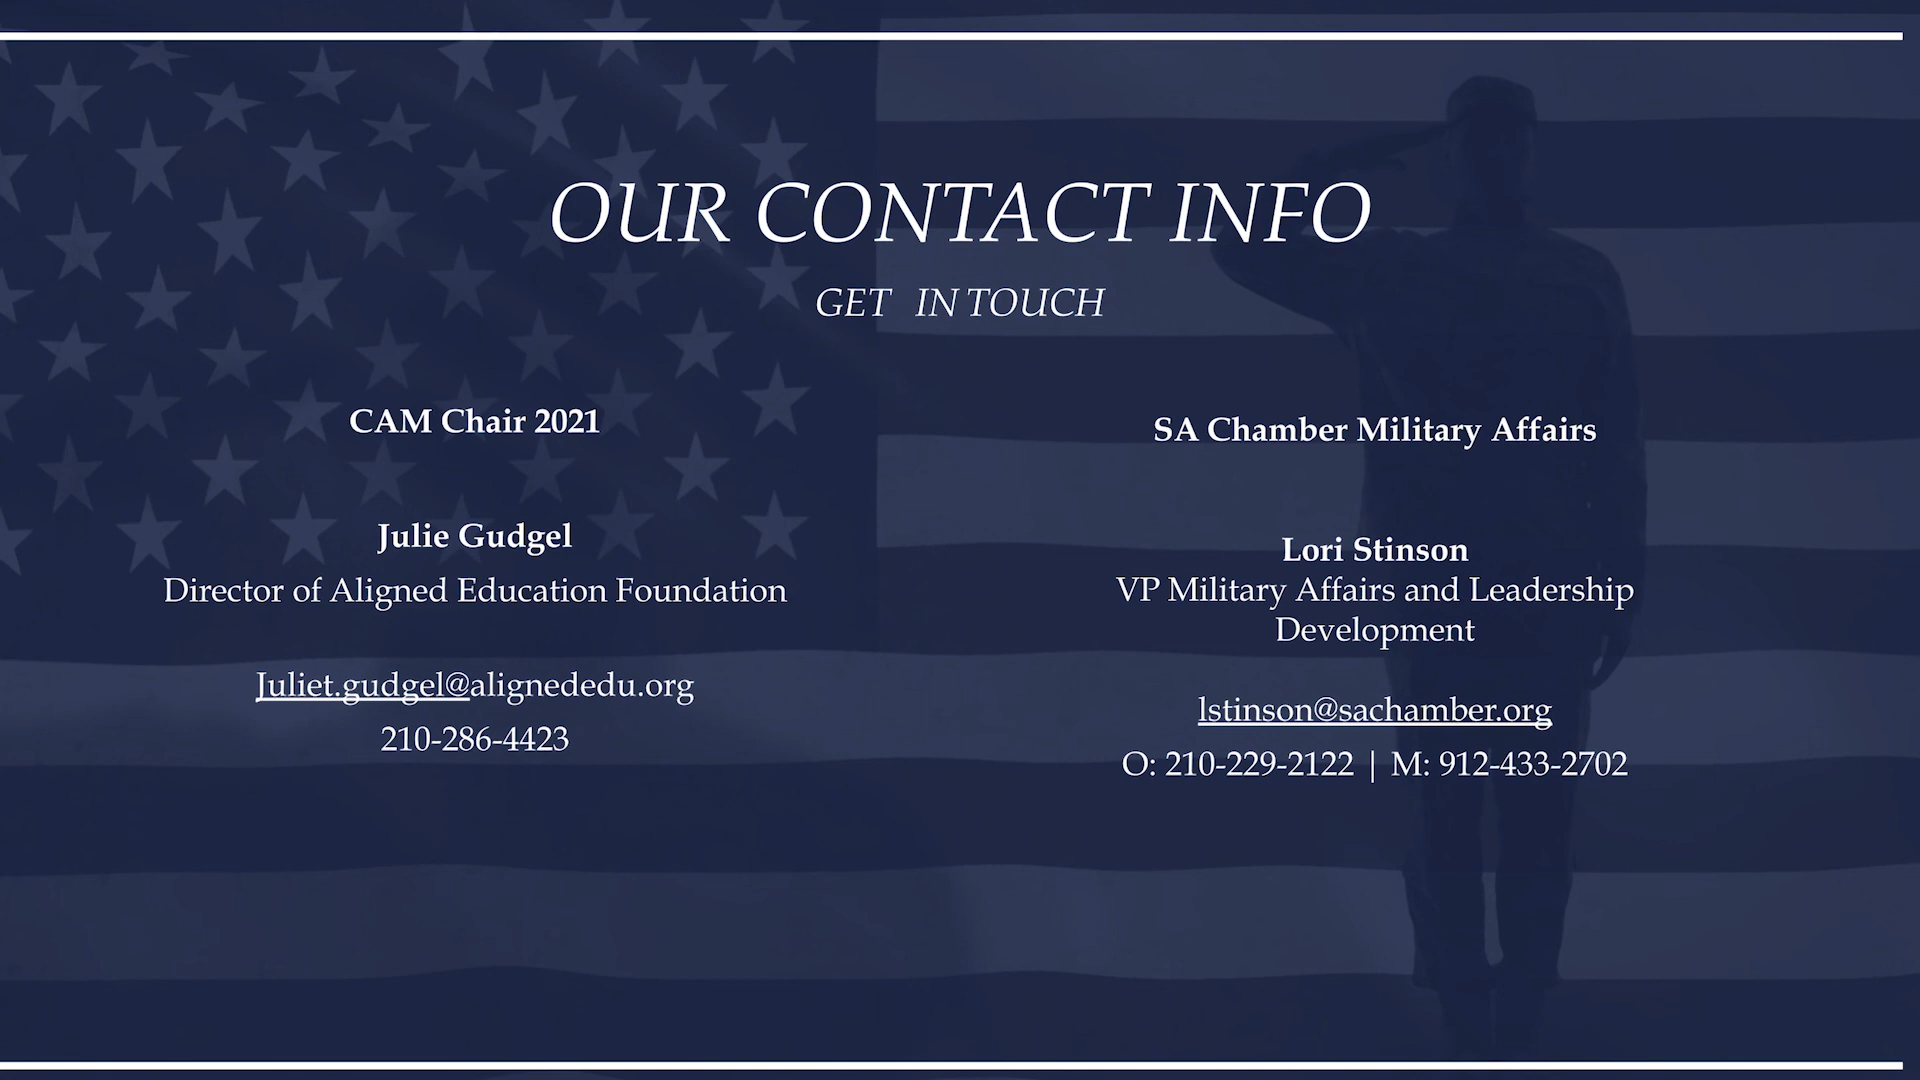 OUR CONTACT INFO
GET IN TOUCH
CAM Chair 2021
Julie Gudgel
Director of Aligned Education Foundation
Juliet.gudgel@alignededu.org
210-286-4423
SA Chamber Military Affairs
Lori Stinson
VP Military Affairs and Leadership
Development
lstinson@sachamber.org
O: 210-229-2122 | M: 912-433-2702